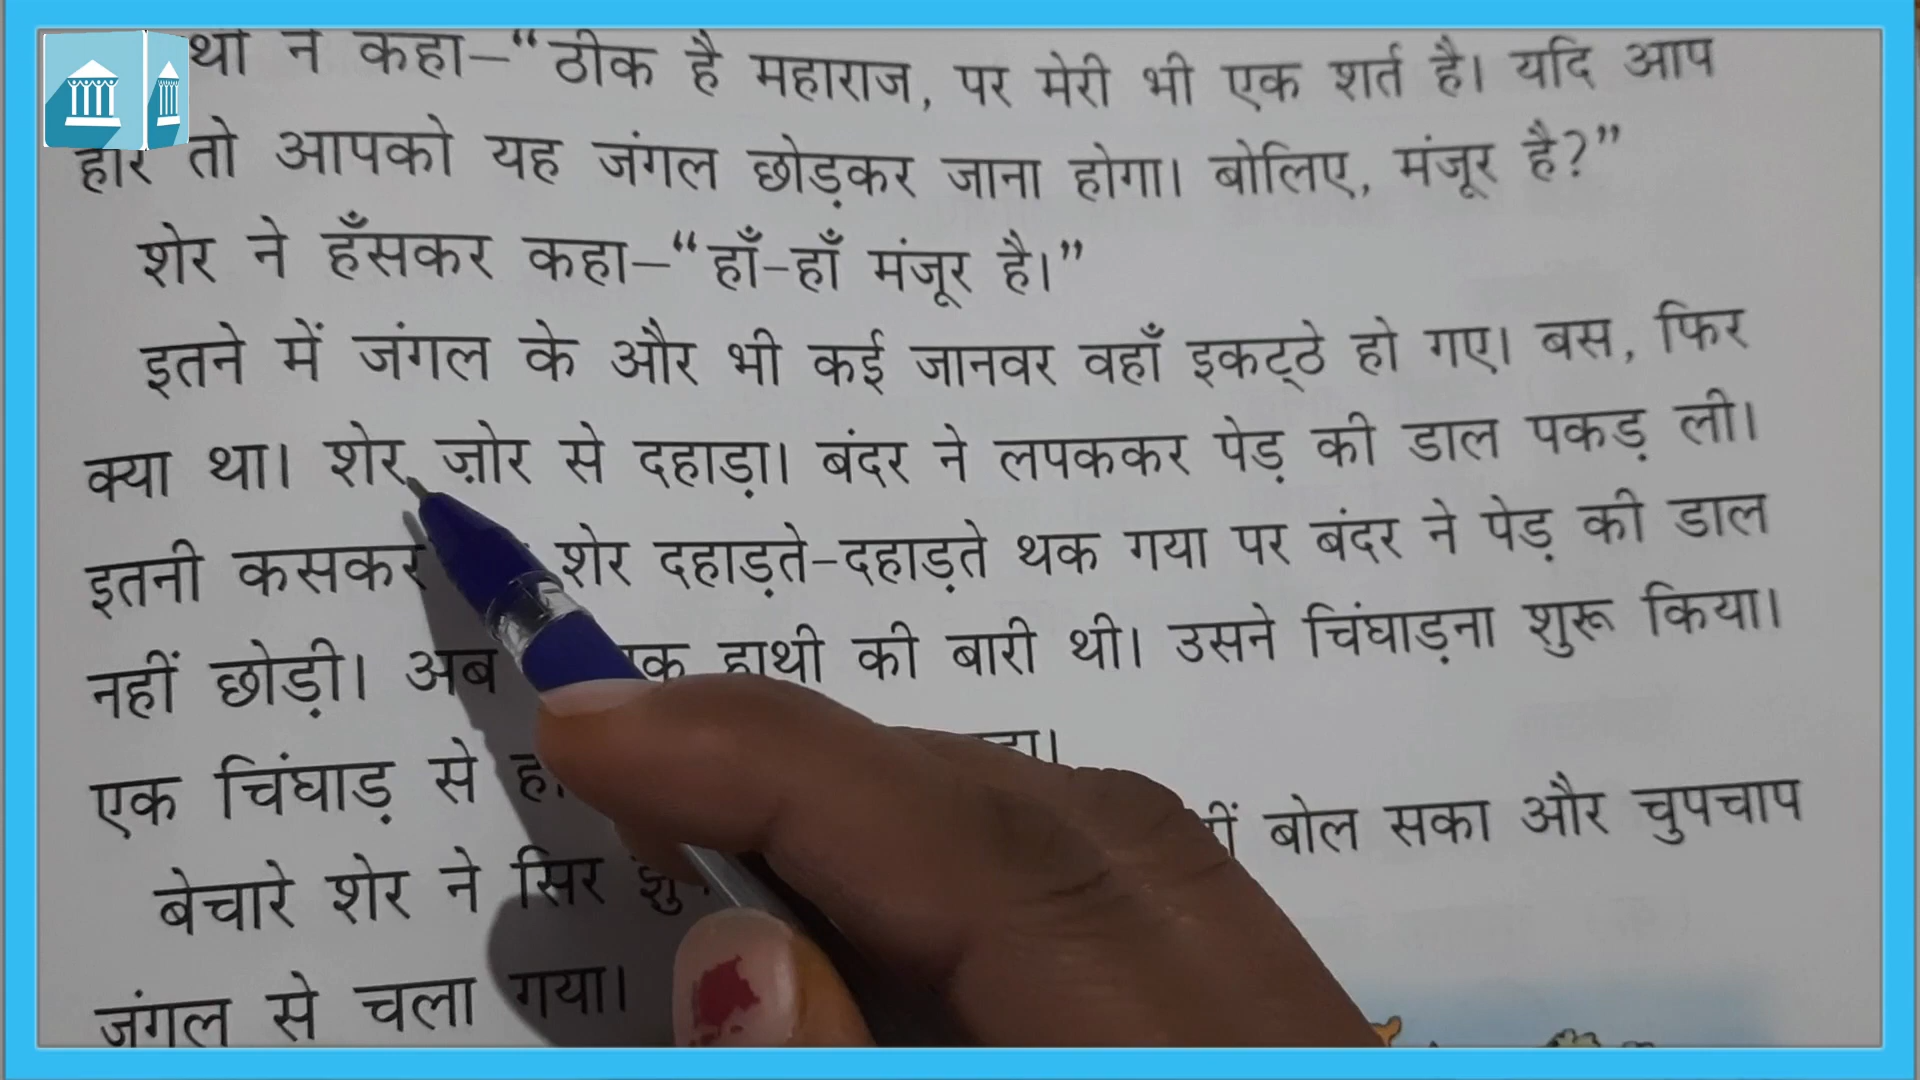 ने कहा–“ठीक है महाराज, पर मेरी भी एक शर्त है। यदि आप
हारे तो आपको यह जंगल छोड़कर जाना होगा। बोलिए, मंजूर है?”
शेर ने हँसकर कहा–“हाँ-हाँ मंजूर है।”
इतने में जंगल के और भी कई जानवर वहाँ इकट्ठे हो गए। बस, फिर
क्या था। शेर ज़ोर से दहाड़ा। बंदर ने लपककर पेड़ की डाल पकड़ ली।
इतनी कसकर शेर दहाड़ते-दहाड़ते थक गया पर बंदर ने पेड़ की डाल
नहीं छोड़ी। अब हाथी की बारी थी। उसने चिंघाड़ना शुरू किया।
एक चिंघाड़ से
बेचारे शेर ने सिर बोल सका और चुपचाप
जंगल से चला गया।